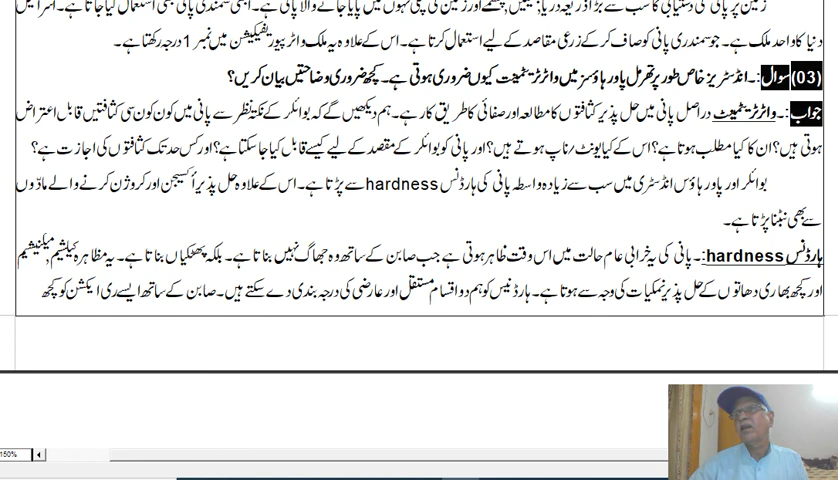 زمین پر پانی کی دستیابی کا سب سے بڑا ذریعہ دریا، جھیلیں، چشمے اور زمین کی نچلی تہوں میں پایا جانے والا پانی ہے۔ ابھی سمندری پانی بھی استعمال کیا جاتا ہے۔ اسرائیل
دنیا کا واحد ملک ہے۔ جو سمندری پانی کو صاف کر کے زرعی مقاصد کے لیے استعمال کرتا ہے۔ اس کے علاوہ یہ ملک واٹر پیوریفیکیشن میں نمبر 1 درجہ رکھتا ہے۔
(03) سوال :۔ انڈسٹریز خاص طور پر تھرمل پاور ہاؤسز میں واٹر ٹریٹمینٹ کیوں ضروری ہوتی ہے۔ کچھ ضروری وضاحتیں بیان کریں؟
جواب :۔ واٹر ٹریٹمینٹ دراصل پانی میں حل پذیر کثافتوں کا مطالعہ اور صفائی کا طریق کار ہے۔ ہم دیکھیں گے کہ بوائلر کے نکتۂ نظر سے پانی میں کون کون سی کثافتیں قابل اعتراض
ہوتی ہیں؟ ان کا کیا مطلب ہوتا ہے؟ اس کے کیا یونٹ؍ناپ ہوتے ہیں؟ اور پانی کو بوائلر کے مقصد کے لیے کیسے قابل کیا جا سکتا ہے؟ اور کس حد تک کثافتوں کی اجازت ہے؟
بوائلر اور پاور ہاؤس انڈسٹری میں سب سے زیادہ واسطہ پانی کی ہارڈنس hardness سے پڑتا ہے۔ اس کے علاوہ حل پذیر آکسیجن اور کروژن کرنے والے مادّوں
سے بھی نبٹنا پڑتا ہے۔
ہارڈنس hardness:۔ پانی کی یہ خرابی عام حالت میں اس وقت ظاہر ہوتی ہے جب صابن کے ساتھ وہ جھاگ نہیں بناتا ہے۔ بلکہ پھٹکیاں بناتا ہے۔ یہ مظاہرہ کیلشیم، میگنیشیم
اور کچھ بھاری دھاتوں کے حل پذیر نمکیات کی وجہ سے ہوتا ہے۔ ہارڈنیس کو ہم دو اقسام مستقل اور عارضی کی درجہ بندی دے سکتے ہیں۔ صابن کے ساتھ ایسے ری ایکشن کو کچھ
150%